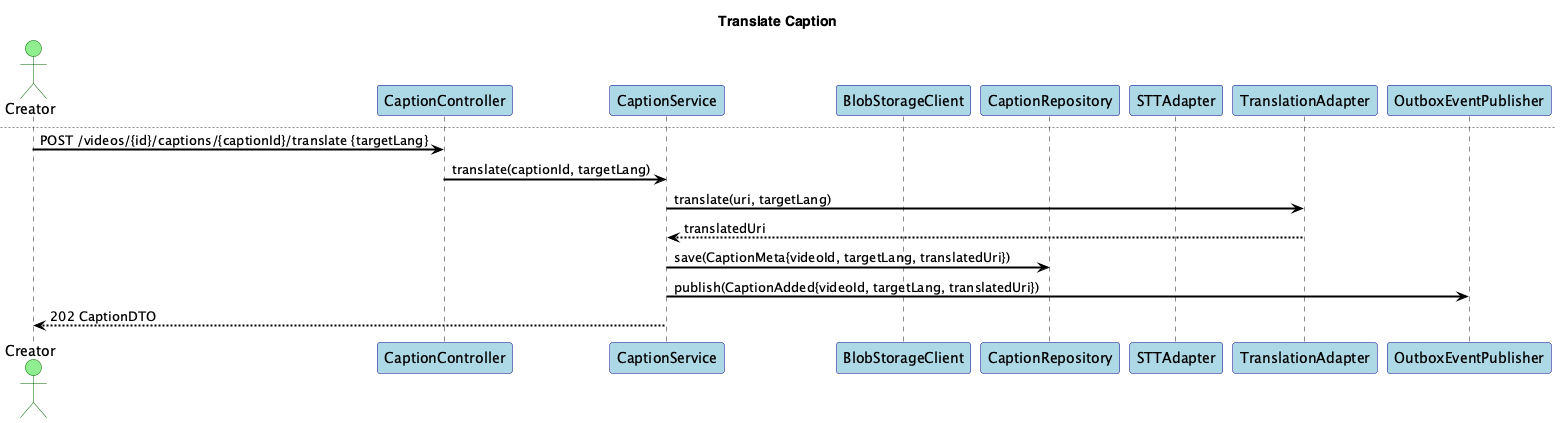 Translate Caption
Creator
CaptionController
CaptionService
BlobStorageClient
CaptionRepository
STTAdapter
TranslationAdapter
OutboxEventPublisher
POST /videos/{id}/captions/{captionId}/translate {targetLang}
translate(captionId, targetLang)
translate(uri, targetLang)
translatedUri
save(CaptionMeta{videoId, targetLang, translatedUri})
publish(CaptionAdded{videoId, targetLang, translatedUri})
202 CaptionDTO
Creator
CaptionController
CaptionService
BlobStorageClient
CaptionRepository
STTAdapter
TranslationAdapter
OutboxEventPublisher